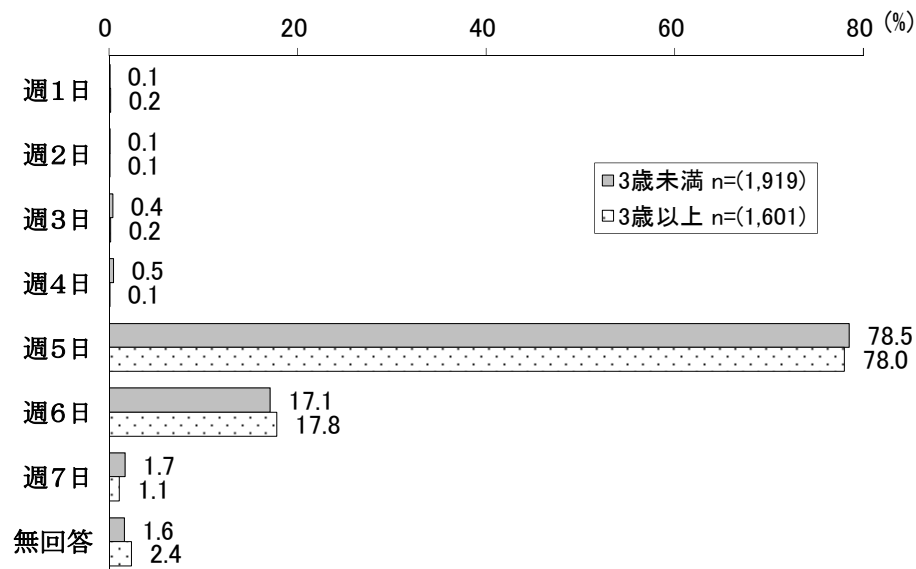 0 20 40 60 80 (%)
週1日 0.1
0.2
週2日 0.1
0.1
週3日 0.4
0.2
週4日 0.5
0.1
週5日 78.5
78.0
週6日 17.1
17.8
週7日 1.7
1.1
無回答 1.6
2.4
3歳未満 n=(1,919)
3歳以上 n=(1,601)